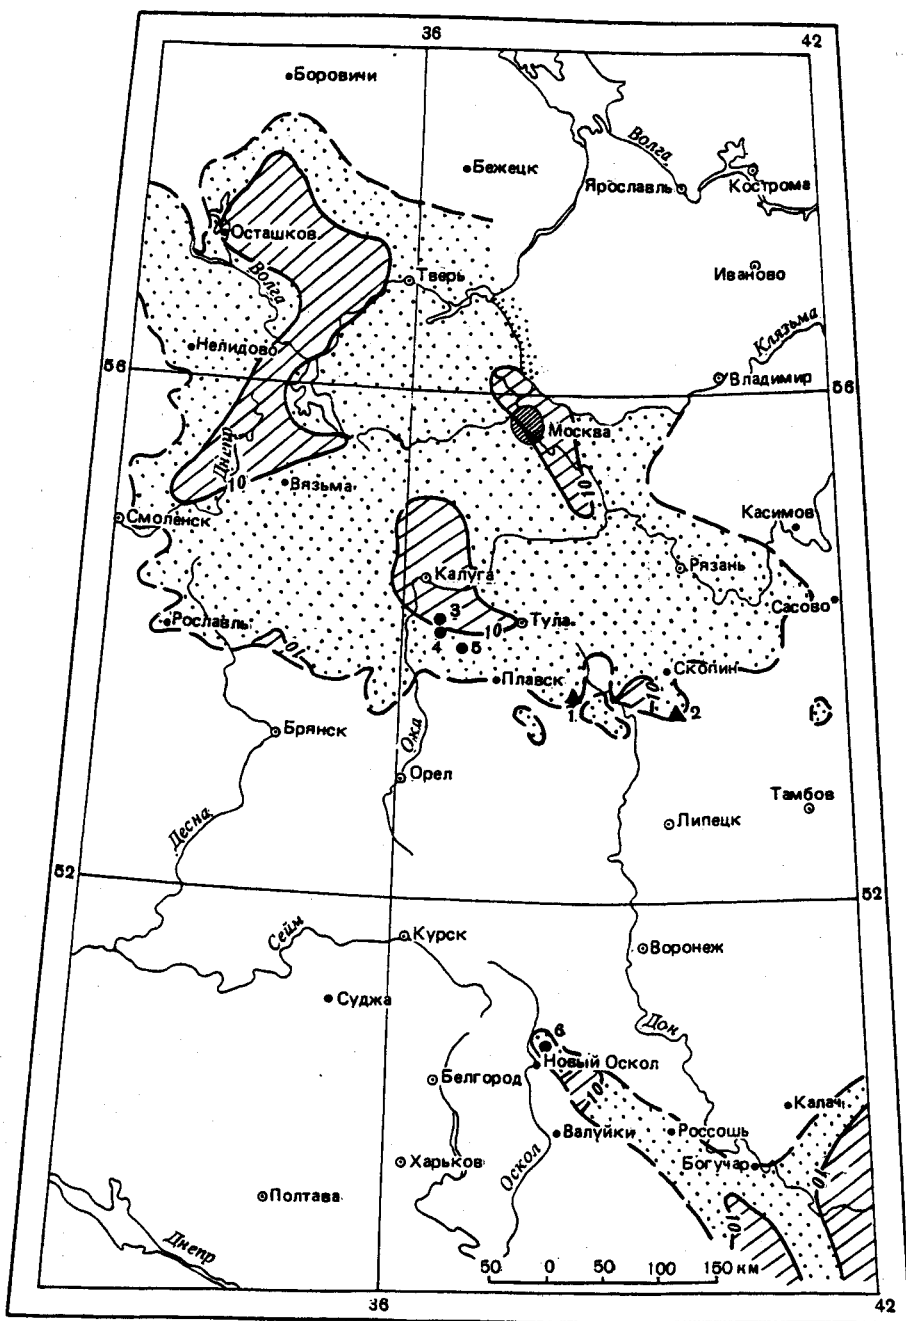 36
42
Боровичи
Волга
Бежецк
Ярославль
Кострома
Осташков
Иваново
Волга
Тверь
Клязьма
Нелидово
56
56
Владимир
Москва
Днепр
10
Вязьма
10
Смоленск
Касимов
Калуга
Рязань
Сасово
3
Рославль
10
Тула
4
5
10
Скопин
Плавск
10
1
2
Брянск
Ока
Орел
Тамбов
Липецк
Десна
52
52
Сейм
Курск
Воронеж
Суджа
Дон
6
Новый Оскол
Белгород
10
Калач
Валуйки
Россошь
Харьков
Оскол
Богучар
10
Полтава
10
Днепр
50 0 50 100 150 км
36
42